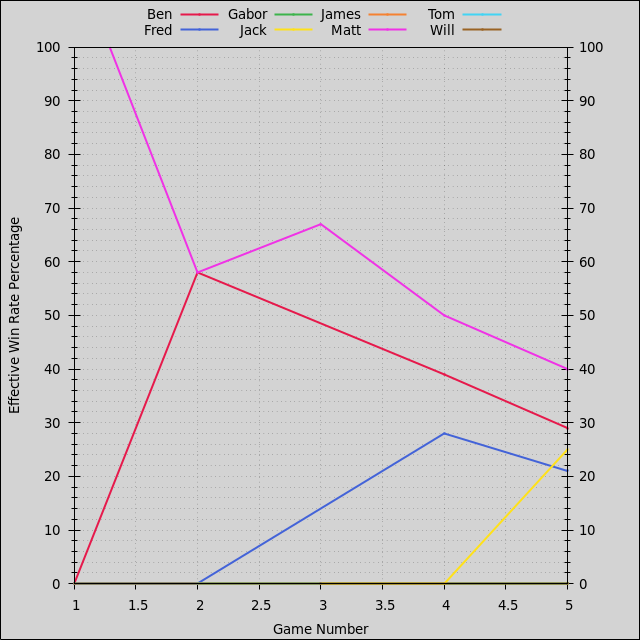 Ben Gabor James Tom
Fred Jack Matt Will
100 100
90 90
80 80
70 70
60 60
50 50
40 40
30 30
20 20
10 10
0 0
1 1.5 2 2.5 3 3.5 4 4.5 5
Effective Win Rate Percentage
Game Number